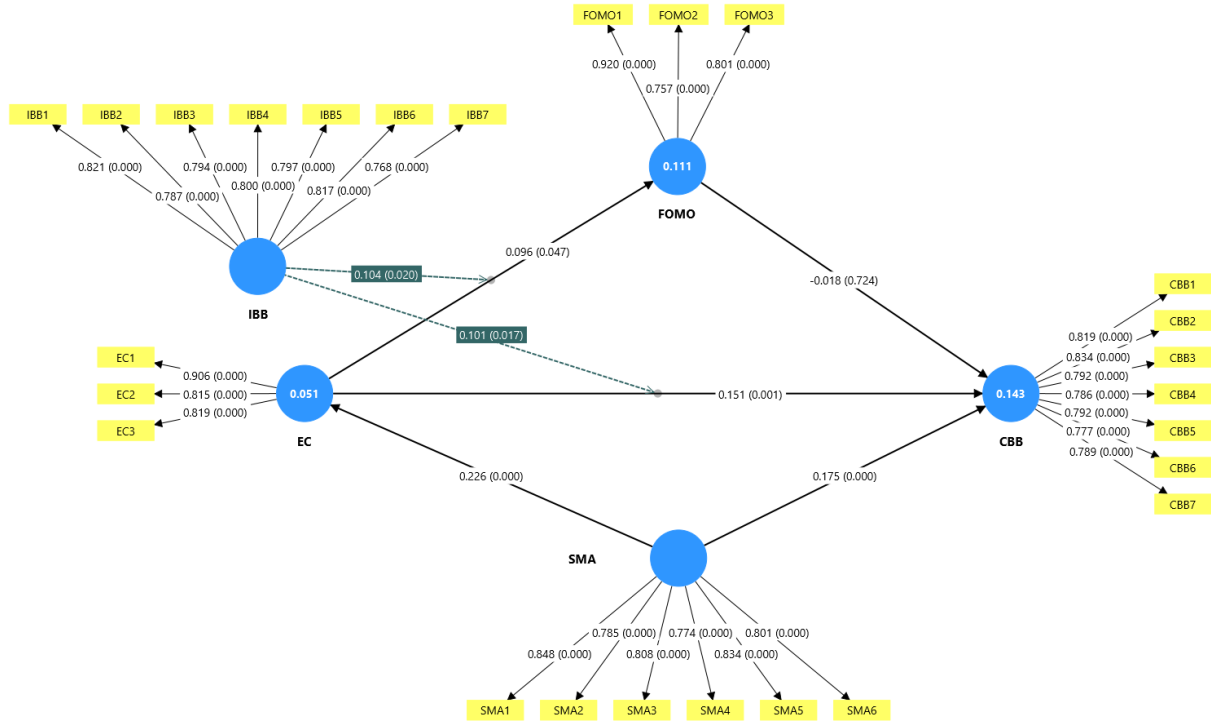 FOMO1 FOMO2 FOMO3
0.920 (0.000) 0.801 (0.000)
0.757 (0.000)
IBB1 IBB2 IBB3 IBB4 IBB5 IBB6 IBB7
0.821 (0.000) 0.794 (0.000) 0.797 (0.000) 0.768 (0.000)
0.787 (0.000) 0.800 (0.000) 0.817 (0.000)
0.111
FOMO
0.096 (0.047)
0.104 (0.020)
-0.018 (0.724)
IBB
0.101 (0.017)
CBB1
CBB2
CBB3
CBB4
CBB5
CBB6
CBB7
0.819 (0.000)
0.834 (0.000)
0.792 (0.000)
0.786 (0.000)
0.792 (0.000)
0.777 (0.000)
0.789 (0.000)
EC1
EC2
EC3
0.906 (0.000)
0.815 (0.000)
0.819 (0.000)
0.051
EC
0.151 (0.001)
0.143
CBB
0.226 (0.000)
0.175 (0.000)
SMA
0.785 (0.000) 0.774 (0.000) 0.801 (0.000)
0.848 (0.000) 0.808 (0.000) 0.834 (0.000)
SMA1 SMA2 SMA3 SMA4 SMA5 SMA6